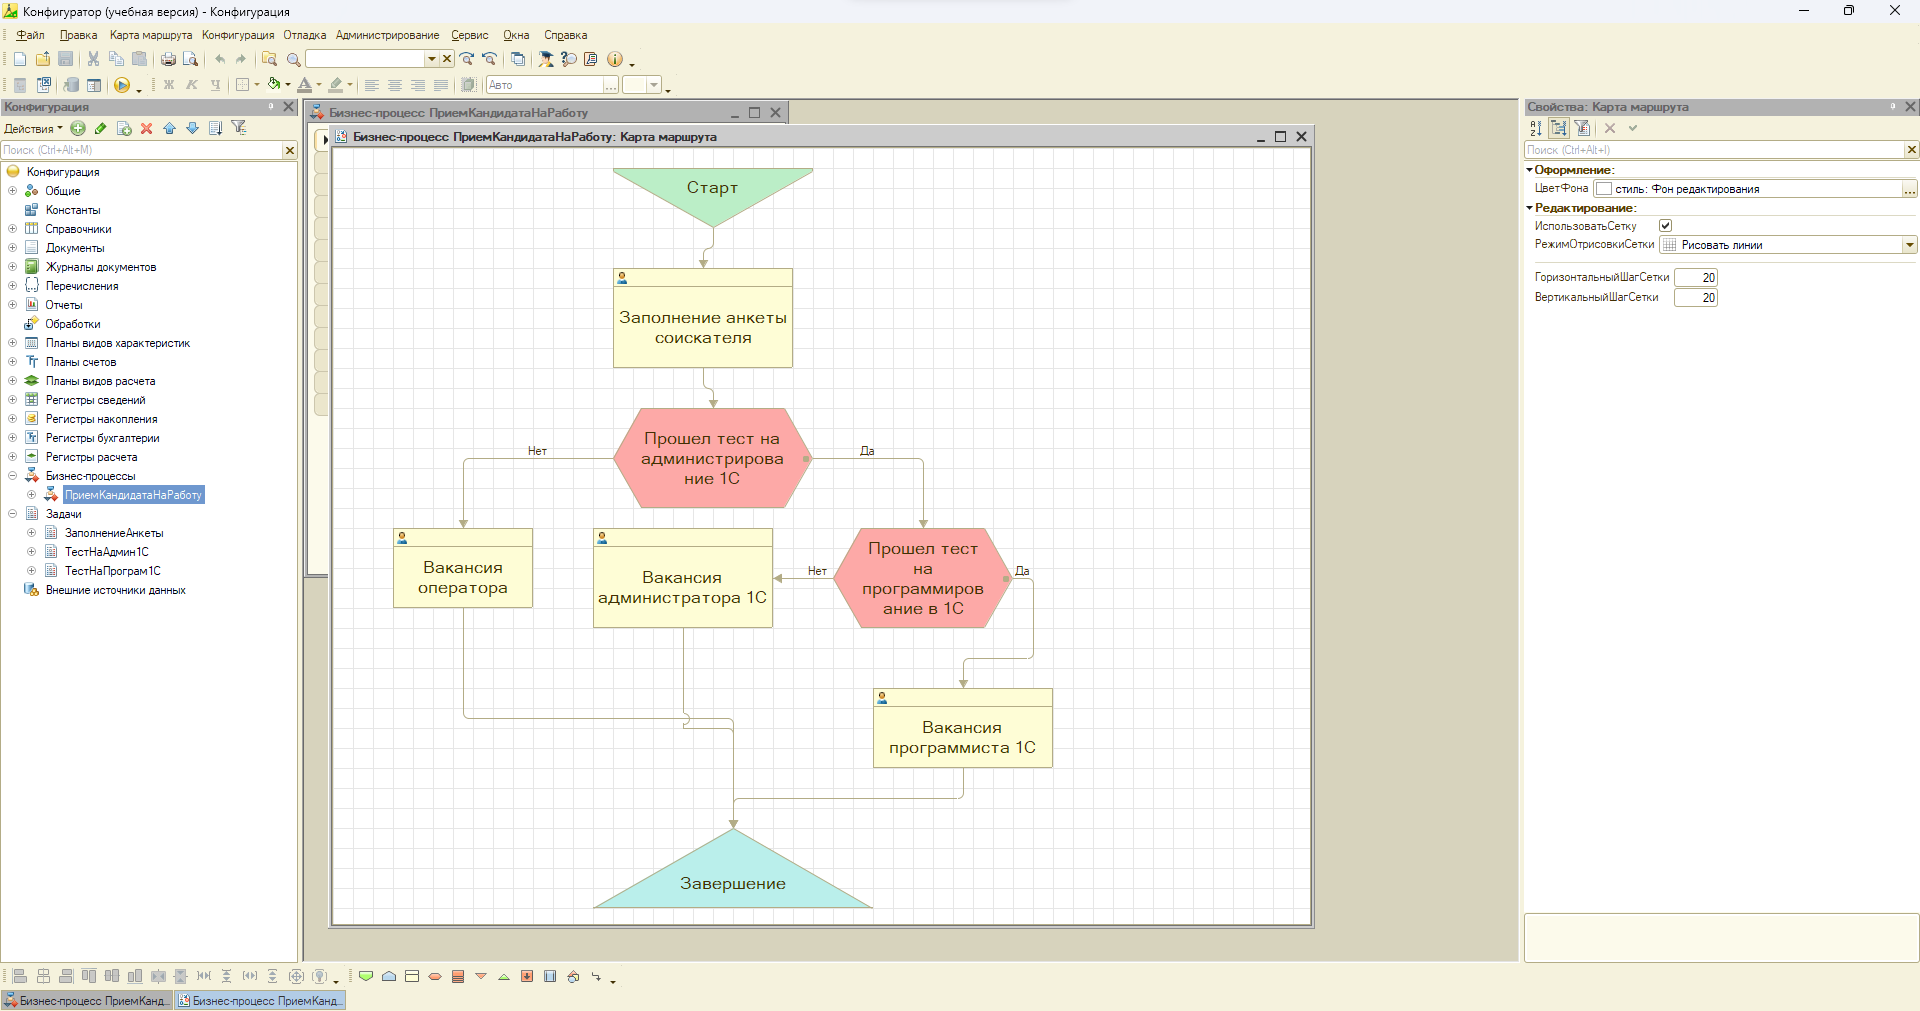 Конфигуратор (учебная версия) - Конфигурация
Файл Правка Карта маршрута Конфигурация Отладка Администрирование Сервис Окна Справка
Ж К Ч Авто
Конфигурация
Действия
Поиск (Ctrl+Alt+M)
Конфигурация
Общие
Константы
Справочники
Документы
Журналы документов
Перечисления
Отчеты
Обработки
Планы видов характеристик
Планы счетов
Планы видов расчета
Регистры сведений
Регистры накопления
Регистры бухгалтерии
Регистры расчета
Бизнес-процессы
ПриемКандидатаНаРаботу
Задачи
ЗаполнениеАнкеты
ТестНаАдмин1С
ТестНаПрограм1С
Внешние источники данных
Бизнес-процесс ПриемКандидатаНаРаботу
Бизнес-процесс ПриемКандидатаНаРаботу: Карта маршрута
Старт
Заполнение анкеты
соискателя
Прошел тест на
администрирова
ние 1С
Нет
Да
Вакансия
оператора
Вакансия
администратора 1С
Нет
Прошел тест
на
программиров
ание в 1С
Да
Вакансия
программиста 1С
Завершение
Свойства: Карта маршрута
Поиск (Ctrl+Alt+I)
Оформление:
ЦветФона стиль: Фон редактирования
Редактирование:
ИспользоватьСетку
РежимОтрисовкиСетки Рисовать линии
ГоризонтальныйШагСетки 20
ВертикальныйШагСетки 20
Бизнес-процесс ПриемКанд... Бизнес-процесс ПриемКанд...